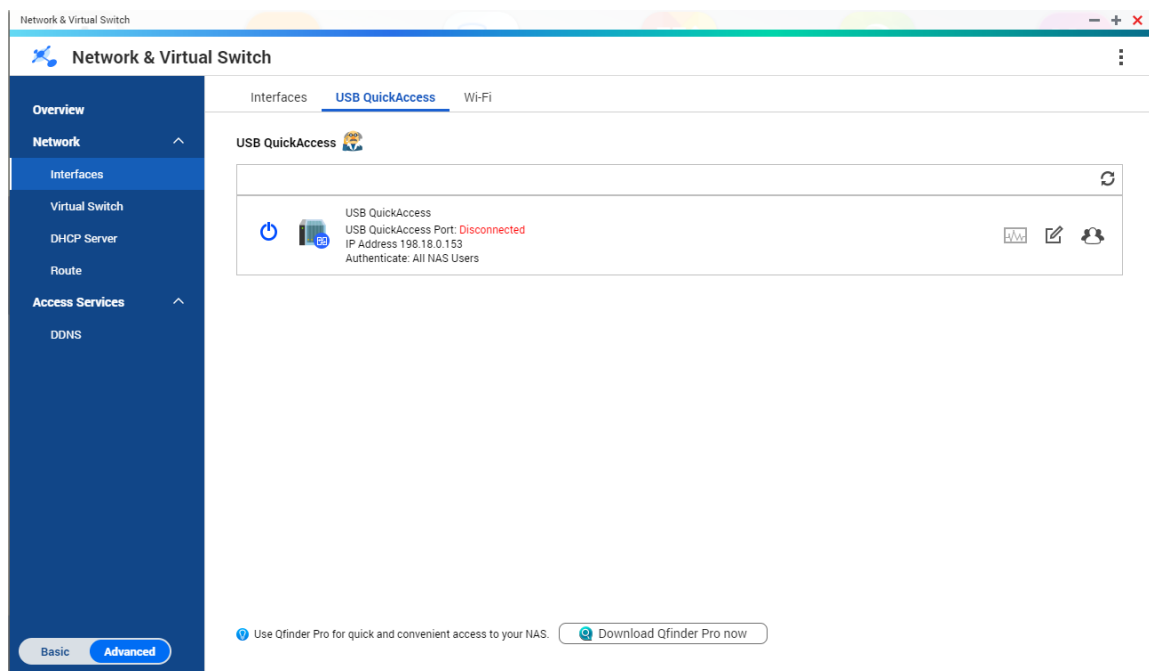 Network & Virtual Switch
Network & Virtual Switch
Overview
Network
Interfaces
Virtual Switch
DHCP Server
Route
Access Services
DDNS
Basic Advanced
Interfaces USB QuickAccess Wi-Fi
USB QuickAccess
USB QuickAccess
USB QuickAccess Port: Disconnected
IP Address 198.18.0.153
Authenticate: All NAS Users
Use Qfinder Pro for quick and convenient access to your NAS. Download Qfinder Pro now